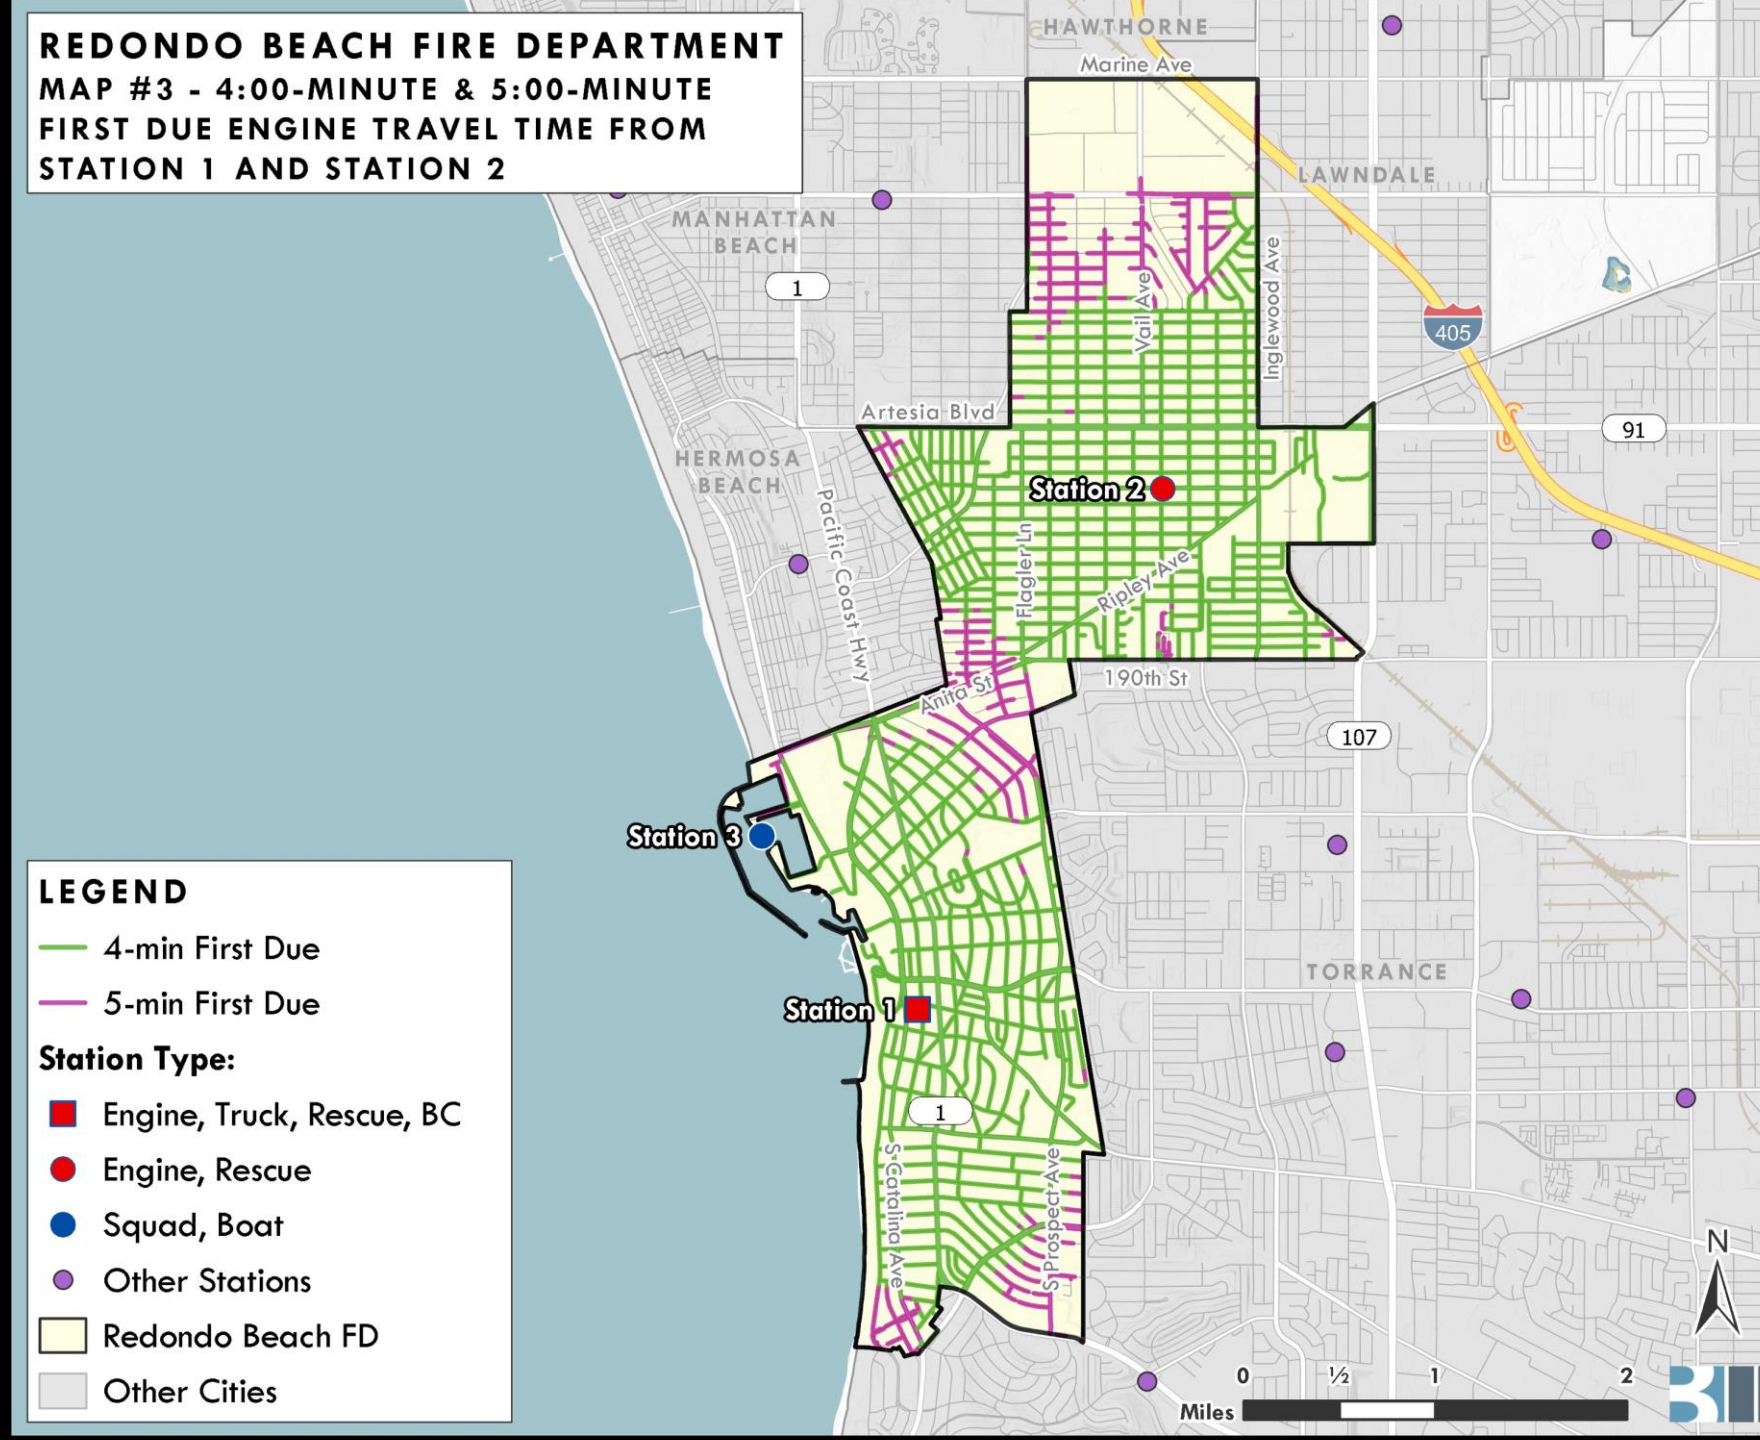 REDONDO BEACH FIRE DEPARTMENT
MAP #3 - 4:00-MINUTE & 5:00-MINUTE
FIRST DUE ENGINE TRAVEL TIME FROM
STATION 1 AND STATION 2
HAWTHORNE
Marine Ave
LAWNDALE
MANHATTAN
BEACH
1
Inglewood Ave
Vail Ave
405
Artesia Blvd
91
HERMOSA
BEACH
Station 2
Pacific Coast Hwy
Flagler Ln
Ripley Ave
190th St
Anita St
107
Station 3
TORRANCE
Station 1
1
S Catalina Ave
S Prospect Ave
LEGEND
4-min First Due
5-min First Due
Station Type:
Engine, Truck, Rescue, BC
Engine, Rescue
Squad, Boat
Other Stations
Redondo Beach FD
Other Cities
N
0 ½ 1 2
Miles